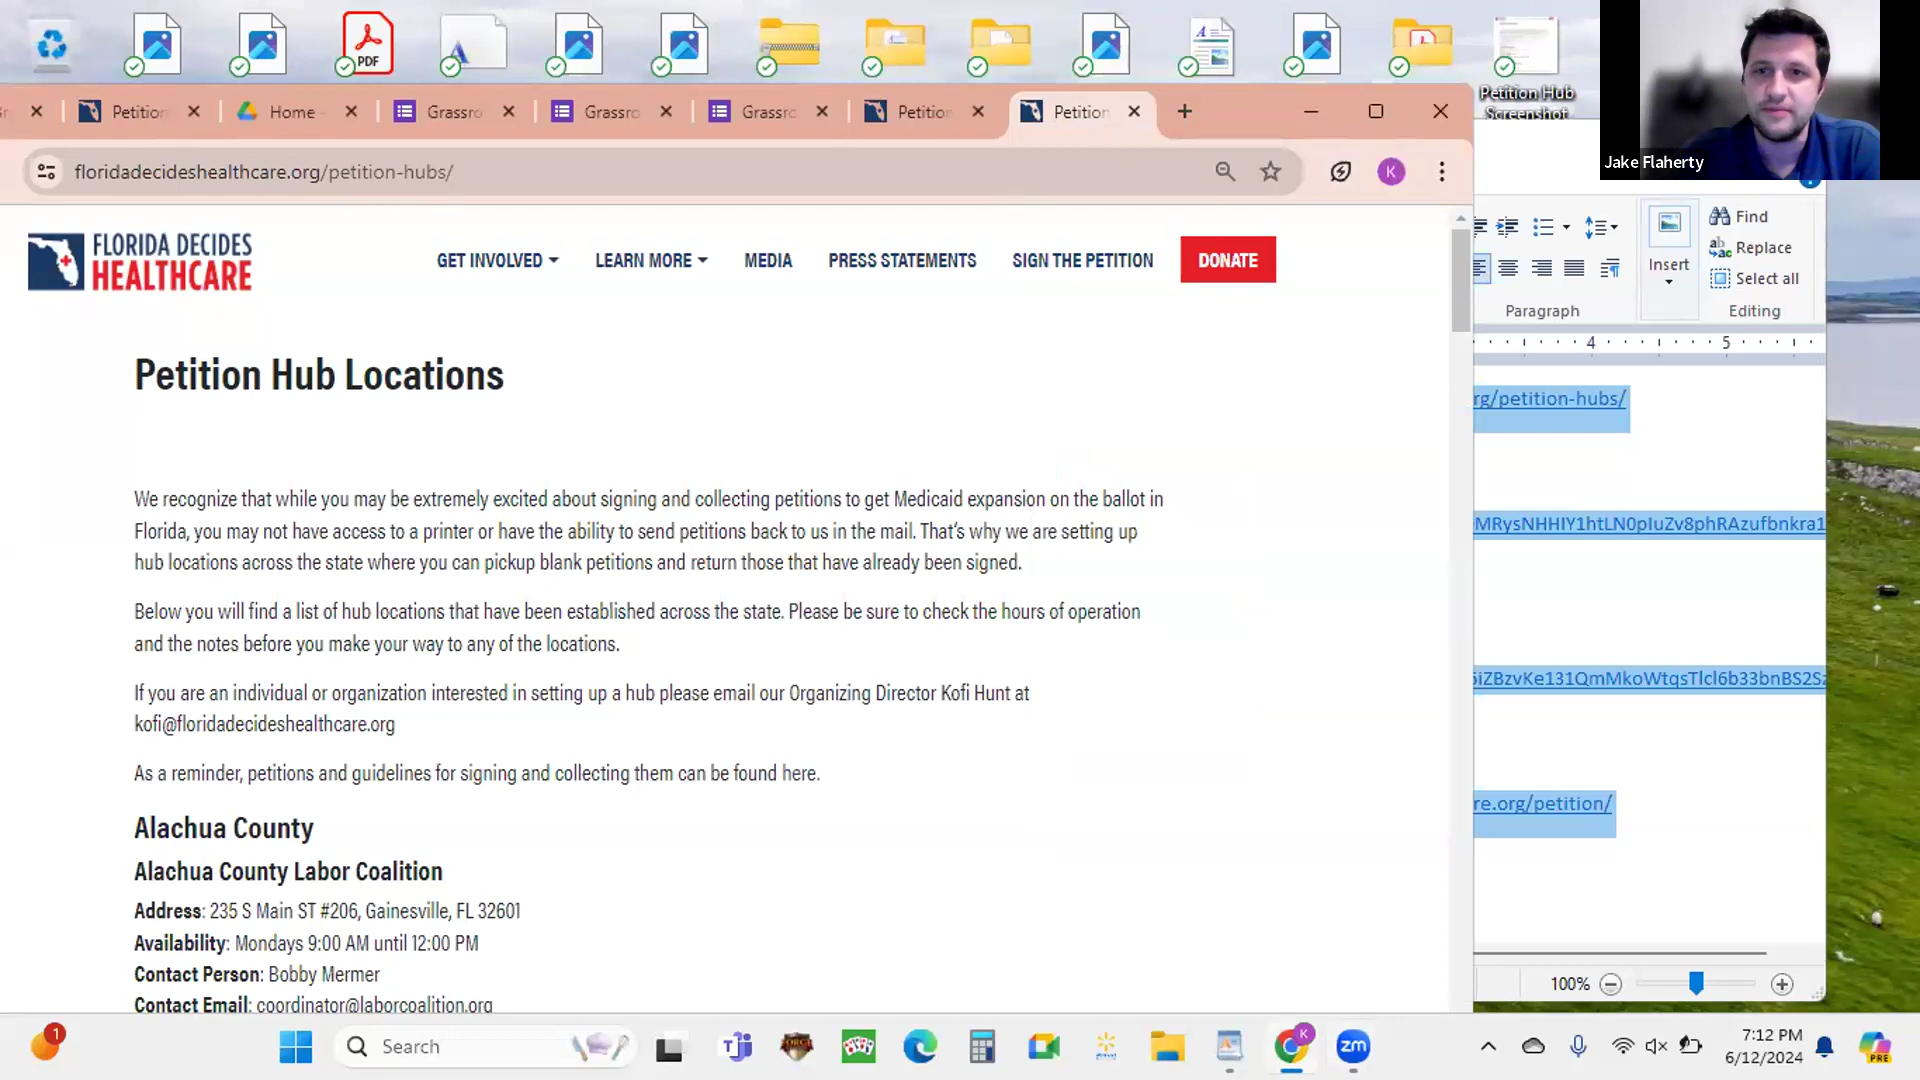 PDF
A
A
Petition Hub
Screenshot
Jake Flaherty
Petition
Home
Grassro
Grassro
Grassro
Petition
Petition
floridadecideshealthcare.org/petition-hubs/
K
FLORIDA DECIDES
HEALTHCARE
GET INVOLVED
LEARN MORE
MEDIA
PRESS STATEMENTS
SIGN THE PETITION
DONATE
Find
Replace
Select all
Insert
Paragraph
Editing
4
5
Petition Hub Locations
We recognize that while you may be extremely excited about signing and collecting petitions to get Medicaid expansion on the ballot in
Florida, you may not have access to a printer or have the ability to send petitions back to us in the mail. That's why we are setting up
hub locations across the state where you can pickup blank petitions and return those that have already been signed.
Below you will find a list of hub locations that have been established across the state. Please be sure to check the hours of operation
and the notes before you make your way to any of the locations.
If you are an individual or organization interested in setting up a hub please email our Organizing Director Kofi Hunt at
kofi@floridadecideshealthcare.org
As a reminder, petitions and guidelines for signing and collecting them can be found here.
Alachua County
Alachua County Labor Coalition
Address: 235 S Main ST #206, Gainesville, FL 32601
Availability: Mondays 9:00 AM until 12:00 PM
Contact Person: Bobby Mermer
Contact Email: coordinator@laborcoalition.org
rg/petition-hubs/
MRysNHHIY1htLN0pIuZv8phRAzufbnkra1
iZBzvKe131QmMkoWtqsTlcl6b33bnBS2Sz
re.org/petition/
100%
1
Search
K
zm
7:12 PM
6/12/2024
PRE